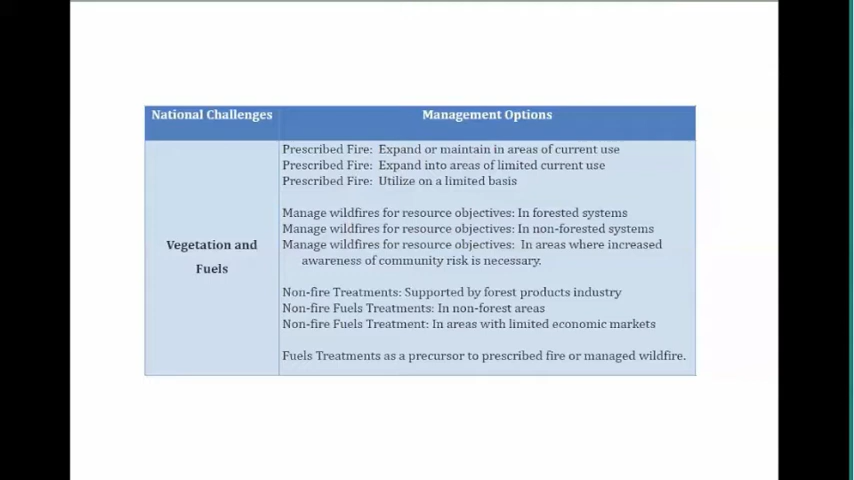 National Challenges
Management Options
Vegetation and
Fuels
Prescribed Fire: Expand or maintain in areas of current use
Prescribed Fire: Expand into areas of limited current use
Prescribed Fire: Utilize on a limited basis
Manage wildfires for resource objectives: In forested systems
Manage wildfires for resource objectives: In non-forested systems
Manage wildfires for resource objectives: In areas where increased
awareness of community risk is necessary.
Non-fire Treatments: Supported by forest products industry
Non-fire Fuels Treatments: In non-forest areas
Non-fire Fuels Treatment: In areas with limited economic markets
Fuels Treatments as a precursor to prescribed fire or managed wildfire.